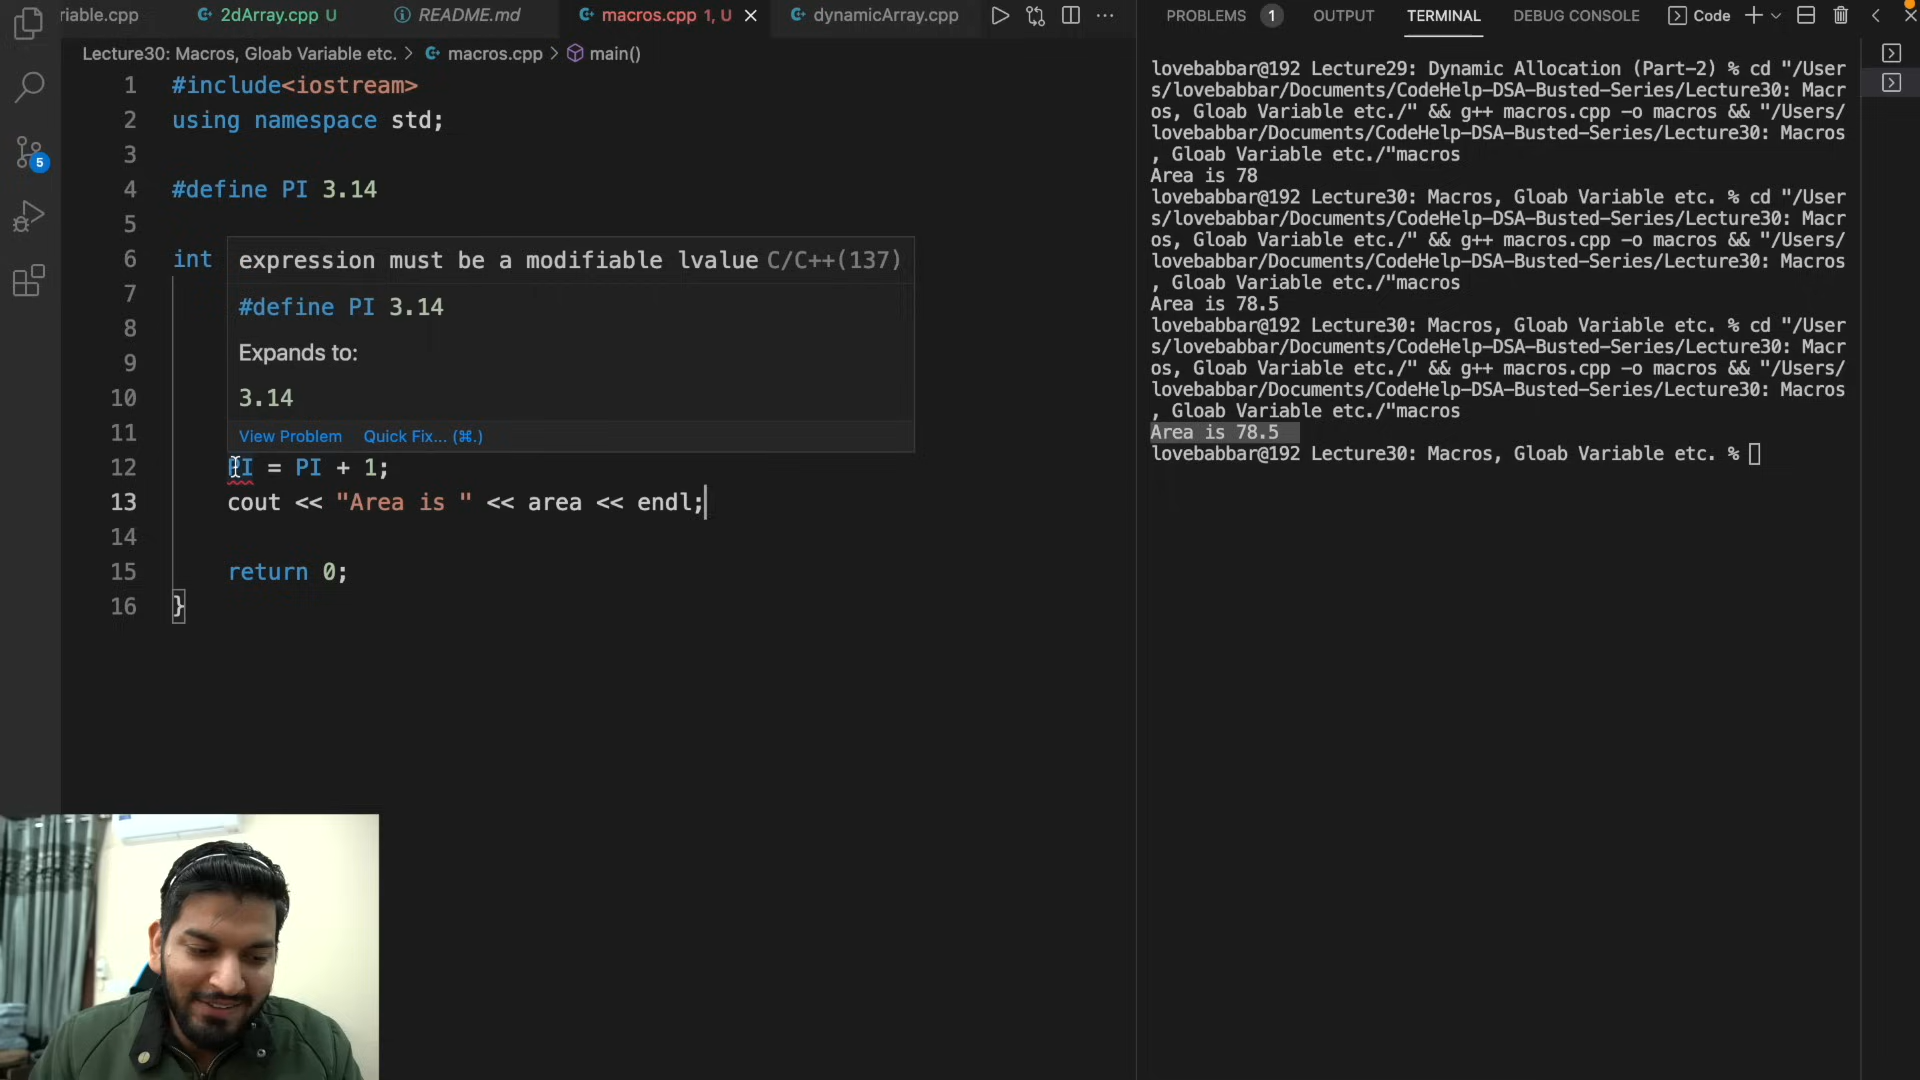 riable.cpp
2dArray.cpp U
README.md
macros.cpp 1, U
dynamicArray.cpp
PROBLEMS 1
OUTPUT
TERMINAL
DEBUG CONSOLE
Code
Lecture30: Macros, Gloab Variable etc. > macros.cpp > main()
1 #include<iostream>
2 using namespace std;
3
4 #define PI 3.14
5
6 int
7
8
9
10
11
expression must be a modifiable lvalue C/C++(137)
#define PI 3.14
Expands to:
3.14
View Problem Quick Fix... (⌘.)
12 PI = PI + 1;
13 cout << "Area is " << area << endl;
14
15 return 0;
16 }
5
lovebabbar@192 Lecture29: Dynamic Allocation (Part-2) % cd "/User
s/lovebabbar/Documents/CodeHelp-DSA-Busted-Series/Lecture30: Macr
os, Gloab Variable etc./" && g++ macros.cpp -o macros && "/Users/
lovebabbar/Documents/CodeHelp-DSA-Busted-Series/Lecture30: Macros
, Gloab Variable etc./"macros
Area is 78
lovebabbar@192 Lecture30: Macros, Gloab Variable etc. % cd "/User
s/lovebabbar/Documents/CodeHelp-DSA-Busted-Series/Lecture30: Macr
os, Gloab Variable etc./" && g++ macros.cpp -o macros && "/Users/
lovebabbar/Documents/CodeHelp-DSA-Busted-Series/Lecture30: Macros
, Gloab Variable etc./"macros
Area is 78.5
lovebabbar@192 Lecture30: Macros, Gloab Variable etc. % cd "/User
s/lovebabbar/Documents/CodeHelp-DSA-Busted-Series/Lecture30: Macr
os, Gloab Variable etc./" && g++ macros.cpp -o macros && "/Users/
lovebabbar/Documents/CodeHelp-DSA-Busted-Series/Lecture30: Macros
, Gloab Variable etc./"macros
Area is 78.5
lovebabbar@192 Lecture30: Macros, Gloab Variable etc. %